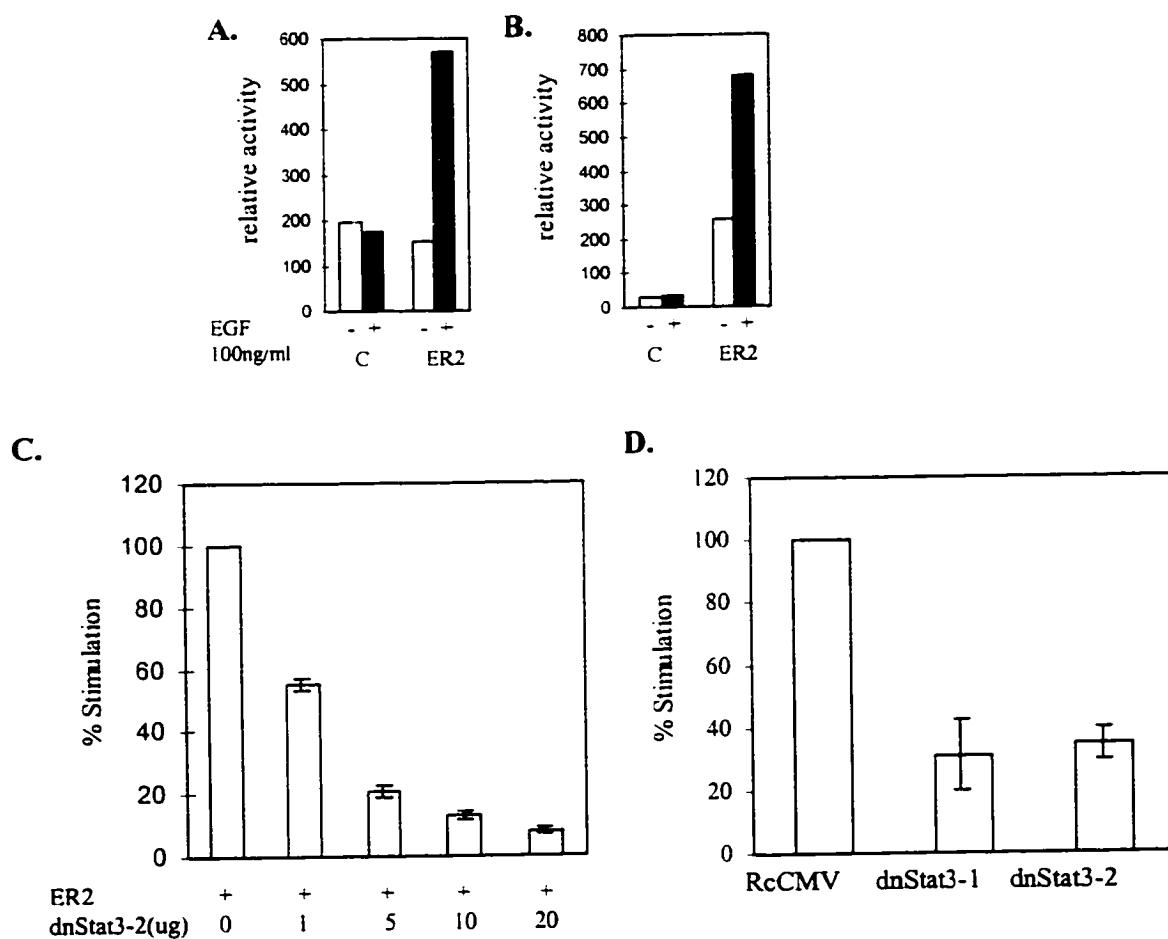 A.
relative activity
600
500
400
300
200
100
0
EGF - + - +
100ng/ml C ER2
B.
relative activity
800
700
600
500
400
300
200
100
0
- + - +
C ER2
C.
% Stimulation
120
100
80
60
40
20
0
ER2 + + + + +
dnStat3-2(ug) 0 1 5 10 20
D.
% Stimulation
120
100
80
60
40
20
0
RcCMV dnStat3-1 dnStat3-2